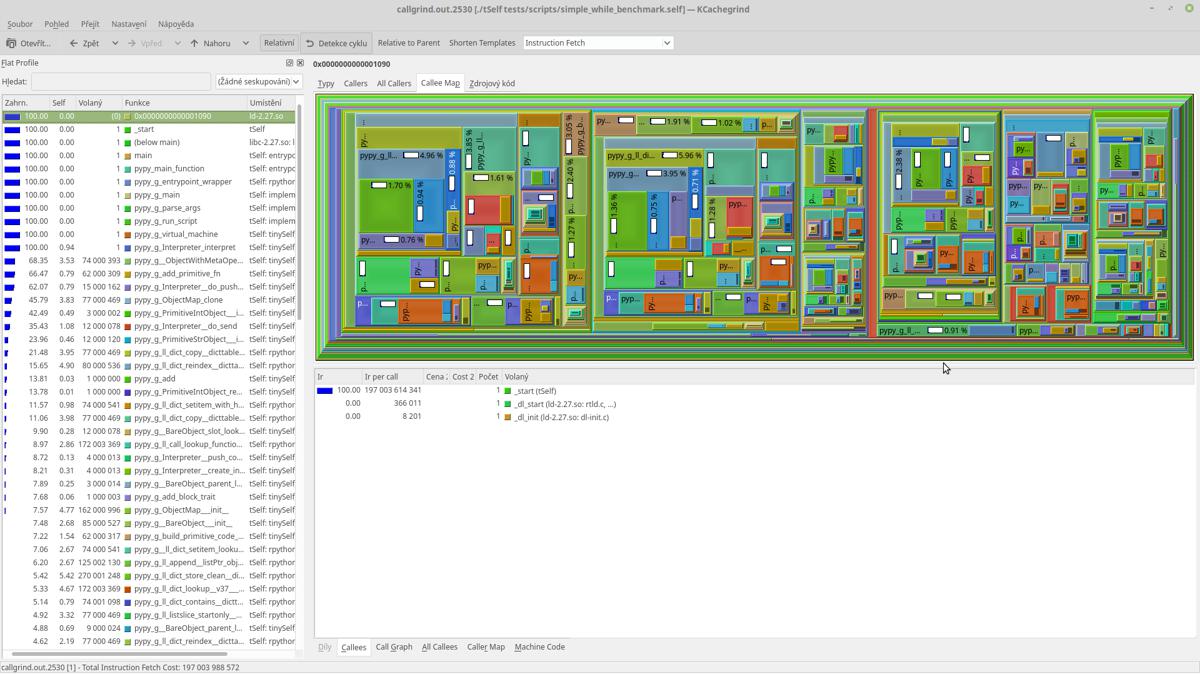 callgrind.out.2530 [./tSelf tests/scripts/simple_while_benchmark.self] — KCachegrind
Soubor Pohled Přejít Nastavení Nápověda
Otevřít... Zpět Vpřed Nahoru Relativní Detekce cyklu Relative to Parent Shorten Templates Instruction Fetch
Flat Profile
0x0000000000001090
Hledat: (Žádné seskupování)
Typy Callers All Callers Callee Map Zdrojový kód
Zahrn. Self Volaný Funkce Umístění
100.00 0.00 (0) 0x0000000000001090 ld-2.27.so
100.00 0.00 1 _start tSelf
100.00 0.00 1 (below main) libc-2.27.so: l
100.00 0.00 1 main tSelf: entrypc
100.00 0.00 1 pypy_main_function tSelf: entrypc
100.00 0.00 1 pypy_g_entrypoint_wrapper tSelf: rpython
100.00 0.00 1 pypy_g_main tSelf: implem
100.00 0.00 1 pypy_g_parse_args tSelf: implem
100.00 0.00 1 pypy_g_run_script tSelf: implem
100.00 0.00 1 pypy_g_virtual_machine tSelf: tinySelf
100.00 0.94 1 pypy_g_Interpreter_interpret tSelf: tinySelf
68.35 3.53 74 000 393 pypy_g__ObjectWithMetaOpe... tSelf: tinySelf
66.47 0.79 62 000 309 pypy_g_add_primitive_fn tSelf: tinySelf
62.07 0.79 15 000 162 pypy_g_Interpreter__do_push... tSelf: tinySelf
45.79 3.83 77 000 469 pypy_g_ObjectMap_clone tSelf: tinySelf
42.49 0.49 3 000 002 pypy_g_PrimitiveIntObject___i... tSelf: tinySelf
35.43 1.08 12 000 078 pypy_g_Interpreter__do_send tSelf: tinySelf
23.96 0.46 12 000 120 pypy_g_PrimitiveStrObject__i... tSelf: tinySelf
21.48 3.95 77 000 469 pypy_g_ll_dict_copy__dicttable... tSelf: rpython
15.65 4.90 80 000 536 pypy_g_ll_dict_reindex__dictta... tSelf: rpython
13.81 0.03 1 000 000 pypy_g_add tSelf: tinySelf
13.78 0.01 1 000 000 pypy_g_PrimitiveIntObject_re... tSelf: tinySelf
11.57 0.98 74 000 541 pypy_g_ll_dict_setitem_with_h... tSelf: rpython
11.06 3.98 77 000 469 pypy_g_ll_dict_copy__dicttable... tSelf: rpython
9.90 0.28 12 000 078 pypy_g__BareObject_slot_look... tSelf: tinySelf
8.97 2.86 172 003 369 pypy_g_ll_call_lookup_functio... tSelf: rpython
8.72 0.13 4 000 013 pypy_g_Interpreter__push_co... tSelf: tinySelf
8.21 0.31 4 000 013 pypy_g_Interpreter__create_in... tSelf: tinySelf
7.89 0.25 3 000 014 pypy_g_BareObject_parent_l... tSelf: tinySelf
7.68 0.06 1 000 003 pypy_g_add_block_trait tSelf: tinySelf
7.57 4.77 162 000 996 pypy_g_ObjectMap___init__ tSelf: tinySelf
7.48 2.68 85 000 527 pypy_g__BareObject___init__ tSelf: tinySelf
7.22 1.54 62 000 317 pypy_g_build_primitive_code_... tSelf: tinySelf
7.06 2.67 74 000 541 pypy_g__ll_dict_setitem_looku... tSelf: rpython
6.20 2.67 125 002 130 pypy_g_ll_append__listPtr_obj... tSelf: rpython
5.42 5.42 270 001 248 pypy_g_ll_dict_store_clean__di... tSelf: rpython
5.33 4.67 172 003 369 pypy_g_ll_dict_lookup__v37___... tSelf: rpython
5.14 0.79 74 001 098 pypy_g_ll_dict_contains__dictt... tSelf: rpython
4.92 3.32 77 000 469 pypy_g_ll_listslice_startonly__... tSelf: rpython
4.88 0.69 9 000 024 pypy_g__BareObject_parent_l... tSelf: tinySelf
4.62 2.19 77 000 469 pypy_g_ll_dict_reindex__dictta... tSelf: rpython
pypy_g_ll... 4.96 %
1.70 %
0.94 %
0.88 %
3.85 %
1.61 %
3.05 %
2.40 %
1.27 %
py... 0.76 %
py... 1.91 % 1.02 % p...
pypy_g_ll_di... 5.96 %
pypy_g... 3.95 %
1.36 %
0.75 %
0.71 %
1.28 %
2.38 %
pypy_g_ll_... 0.91 % pyp...
Ir Ir per call Cena 2 Cost 2 Počet Volaný
100.00 197 003 614 341 1 _start (tSelf)
0.00 366 011 1 _dl_start (ld-2.27.so: rtld.c, ...)
0.00 8 201 1 _dl_init (ld-2.27.so: dl-init.c)
Díly Callees Call Graph All Callees Caller Map Machine Code
callgrind.out.2530 [1] - Total Instruction Fetch Cost: 197 003 988 572